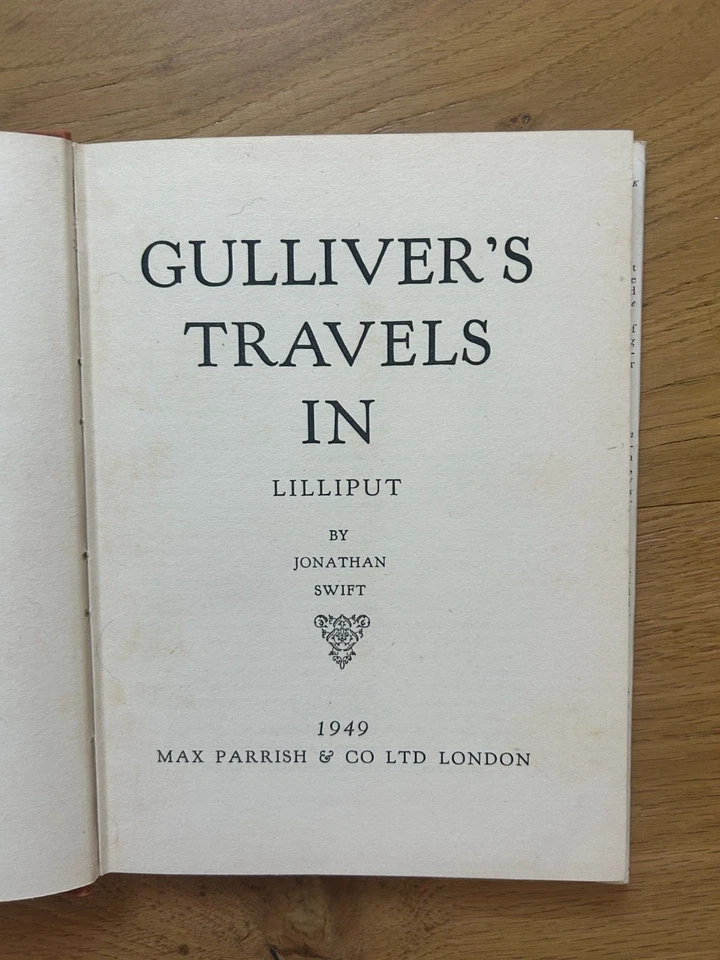 GULLIVER'S
TRAVELS
IN
LILLIPUT
BY
JONATHAN
SWIFT
1949
MAX PARRISH & CO LTD LONDON